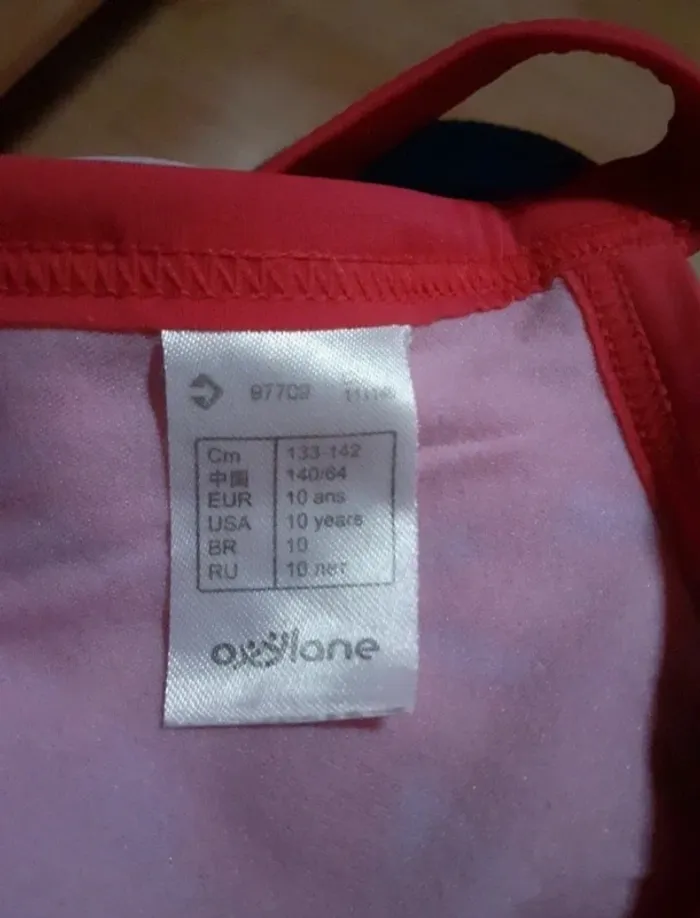 97709
Cm 133-142
中國 140/64
EUR 10 ans
USA 10 years
BR 10
RU 10 лет
oxylane